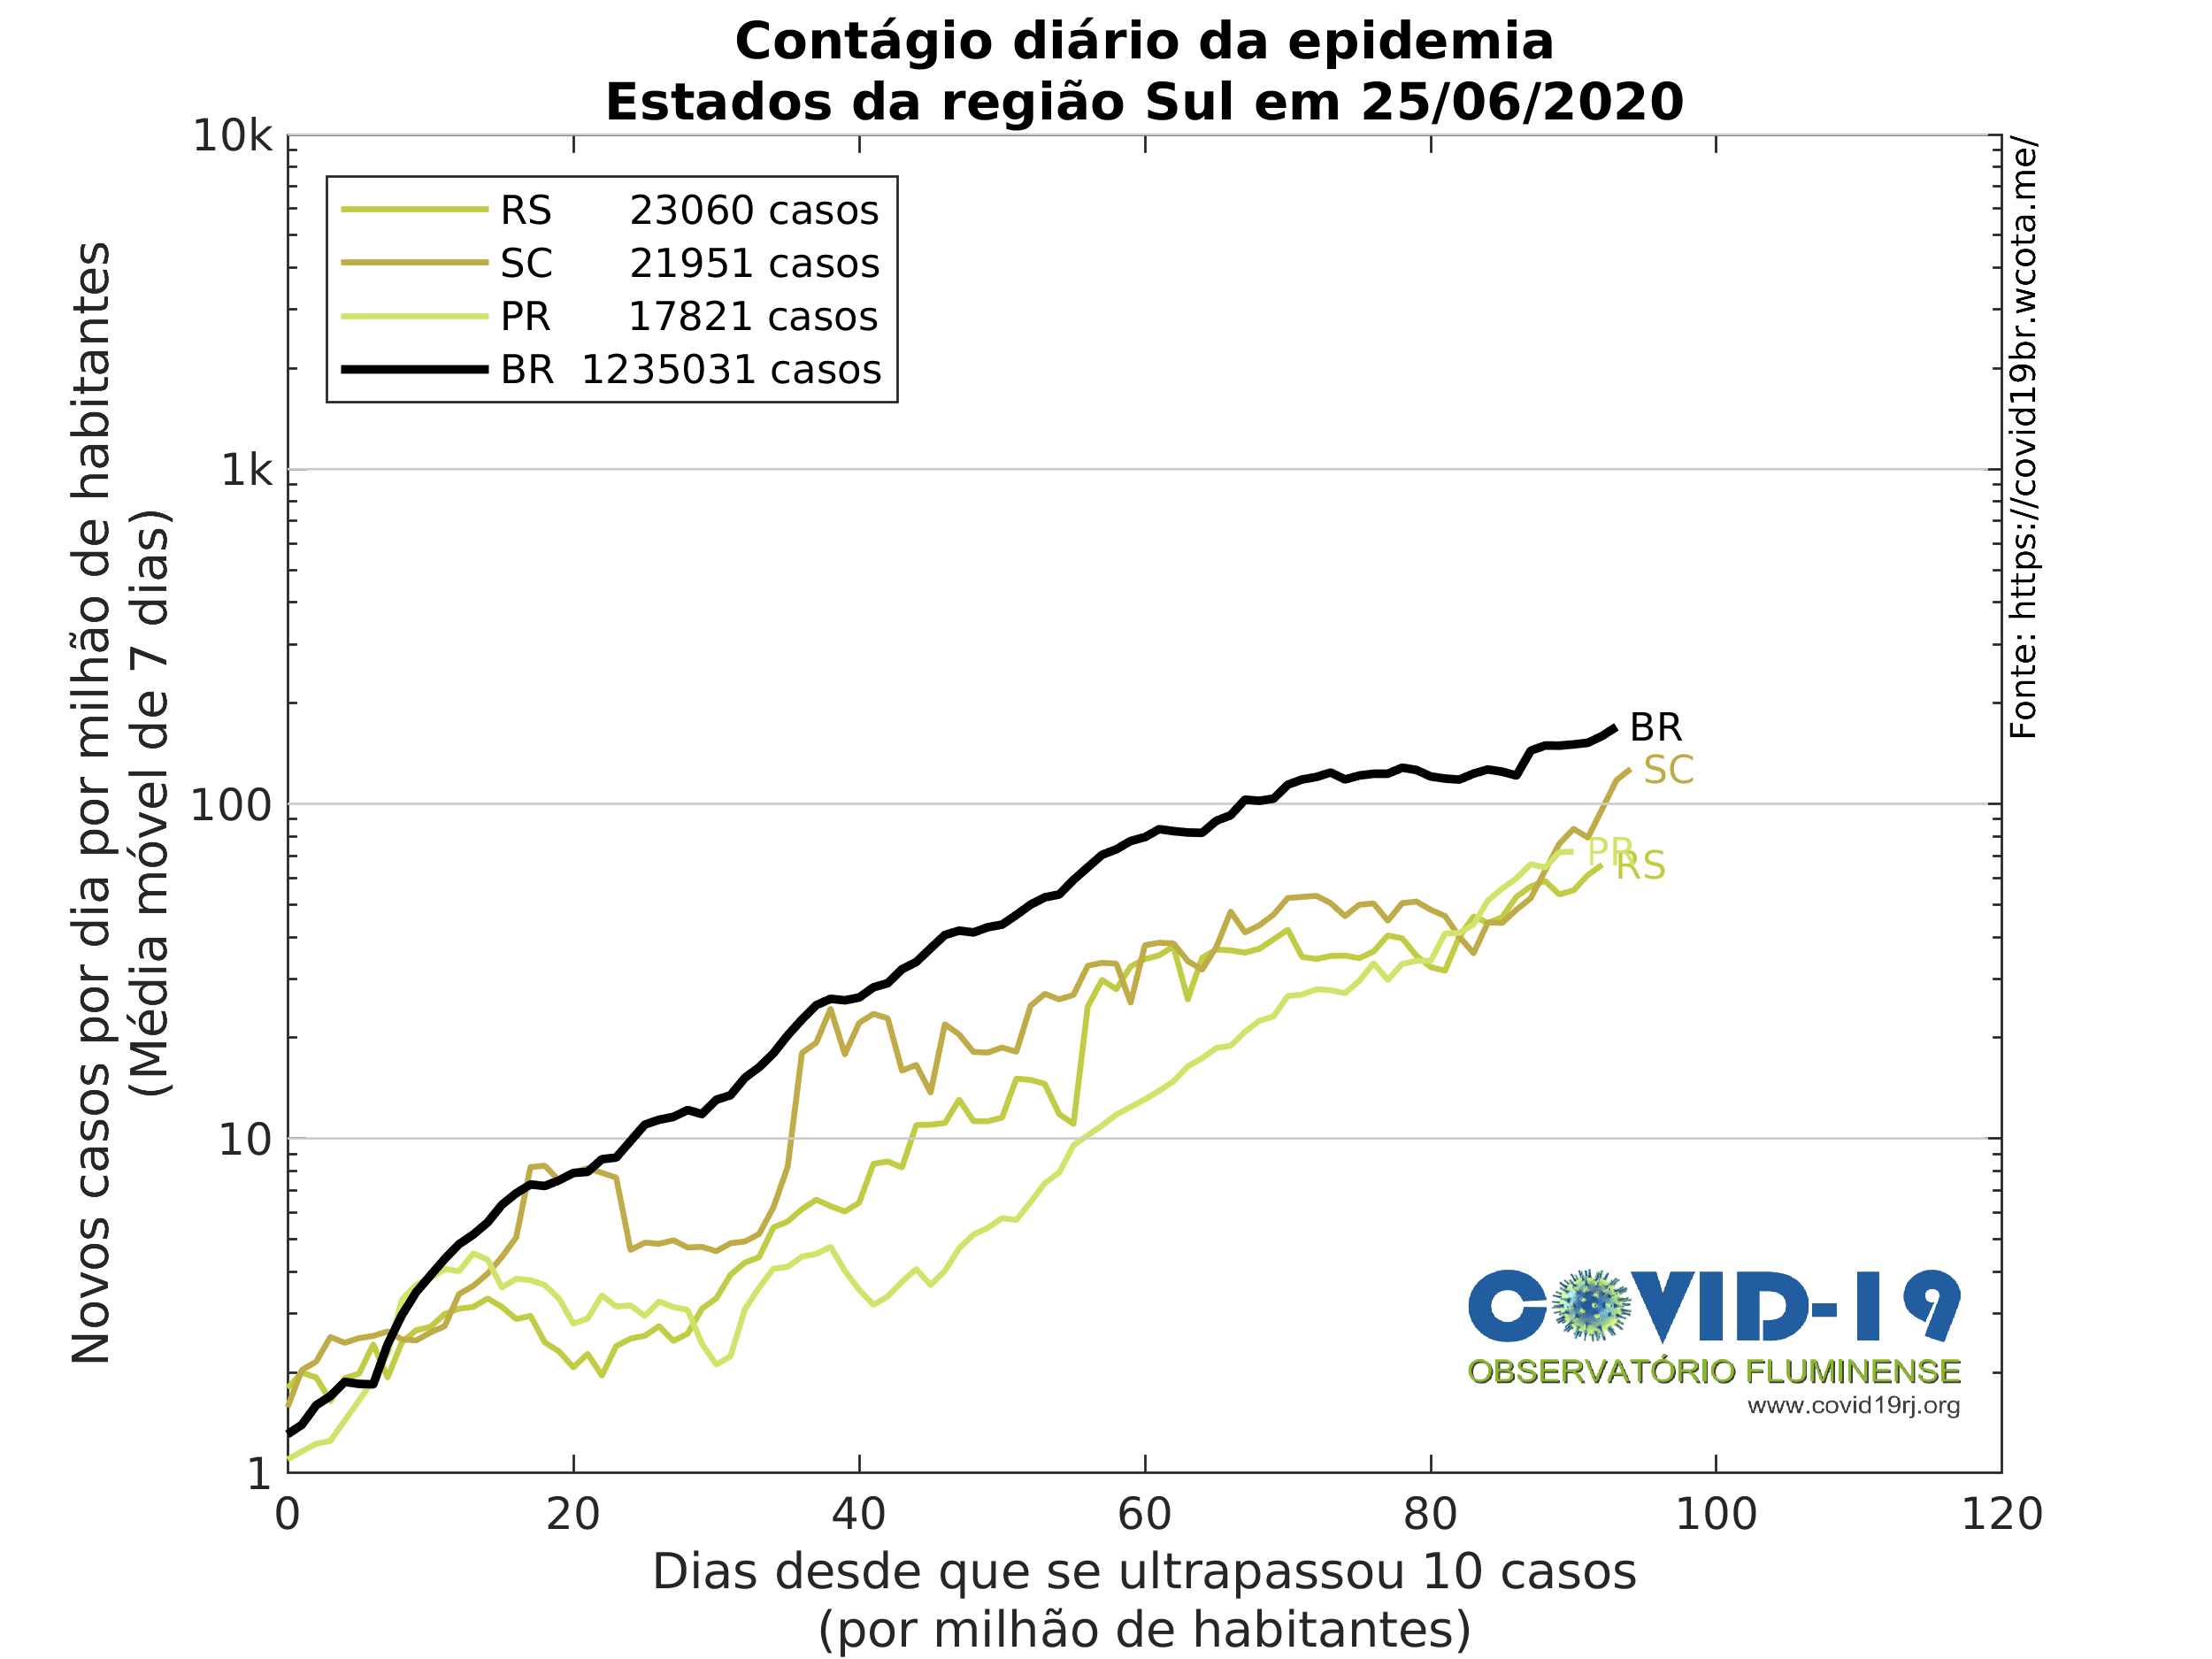 Contágio diário da epidemia
Estados da região Sul em 25/06/2020
10k
1k
100
10
1
Novos casos por dia por milhão de habitantes
(Média móvel de 7 dias)
RS 23060 casos
SC 21951 casos
PR 17821 casos
BR 1235031 casos
Fonte: https://covid19br.wcota.me/
BR
SC
PR
RS
COVID-19
OBSERVATÓRIO FLUMINENSE
www.covid19rj.org
0 20 40 60 80 100 120
Dias desde que se ultrapassou 10 casos
(por milhão de habitantes)